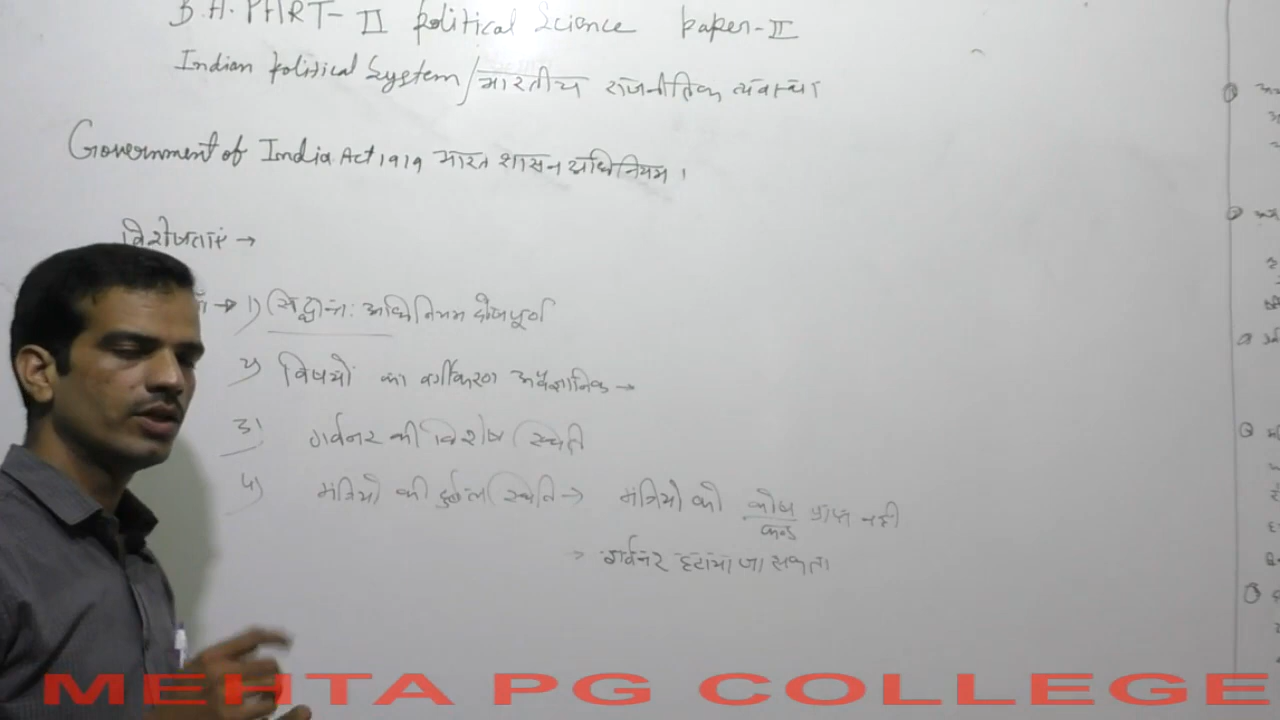 B.A. PART- II Political Science Paper-II
Indian Political System/भारतीय राजनीतिक व्यवस्था
Government of India Act 1919 भारत शासन अधिनियम ।
विशेषताएं →
→ 1) सिद्धान्त: अधिनियम दोषपूर्ण
2) विषयों का वर्गीकरण अवैज्ञानिक →
3) गर्वनर की विशेष स्थिति
4) मंत्रियो की दुर्बल स्थिति → मंत्रियो को कोष प्राप्त नही
फन्ड
→ गर्वनर हटाया जा सकता
MEHTA PG COLLEGE